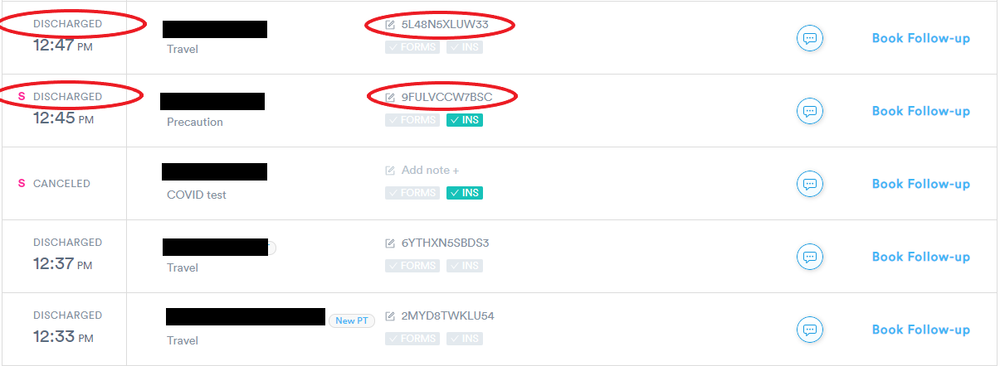 DISCHARGED
12:47 PM
Travel
5L48N5XLUW33
FORMS INS
Book Follow-up
S DISCHARGED
12:45 PM
Precaution
9FULVCCW7BSC
FORMS INS
Book Follow-up
S CANCELED
COVID test
Add note +
FORMS INS
Book Follow-up
DISCHARGED
12:37 PM
Travel
6YTHXN5SBDS3
FORMS INS
Book Follow-up
DISCHARGED
12:33 PM
New PT
Travel
2MYD8TWKLU54
FORMS INS
Book Follow-up